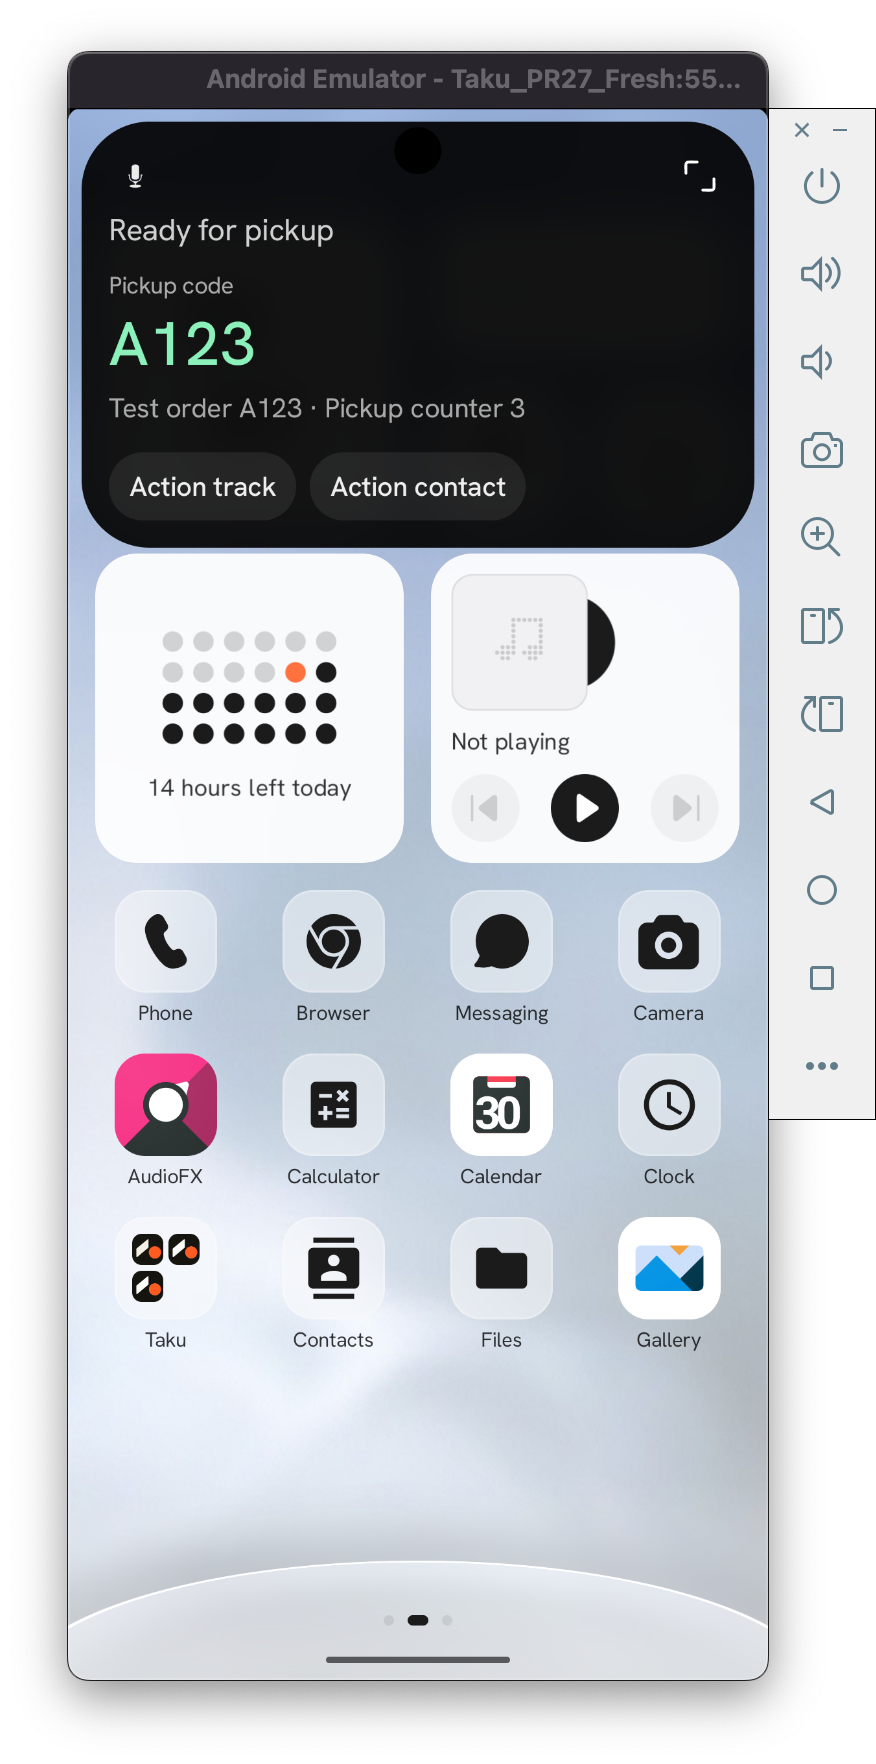 Android Emulator - Taku_PR27_Fresh:55...
Ready for pickup
Pickup code
A123
Test order A123 · Pickup counter 3
Action track
Action contact
14 hours left today
Not playing
Phone
Browser
Messaging
Camera
30
AudioFX
Calculator
Calendar
Clock
Taku
Contacts
Files
Gallery